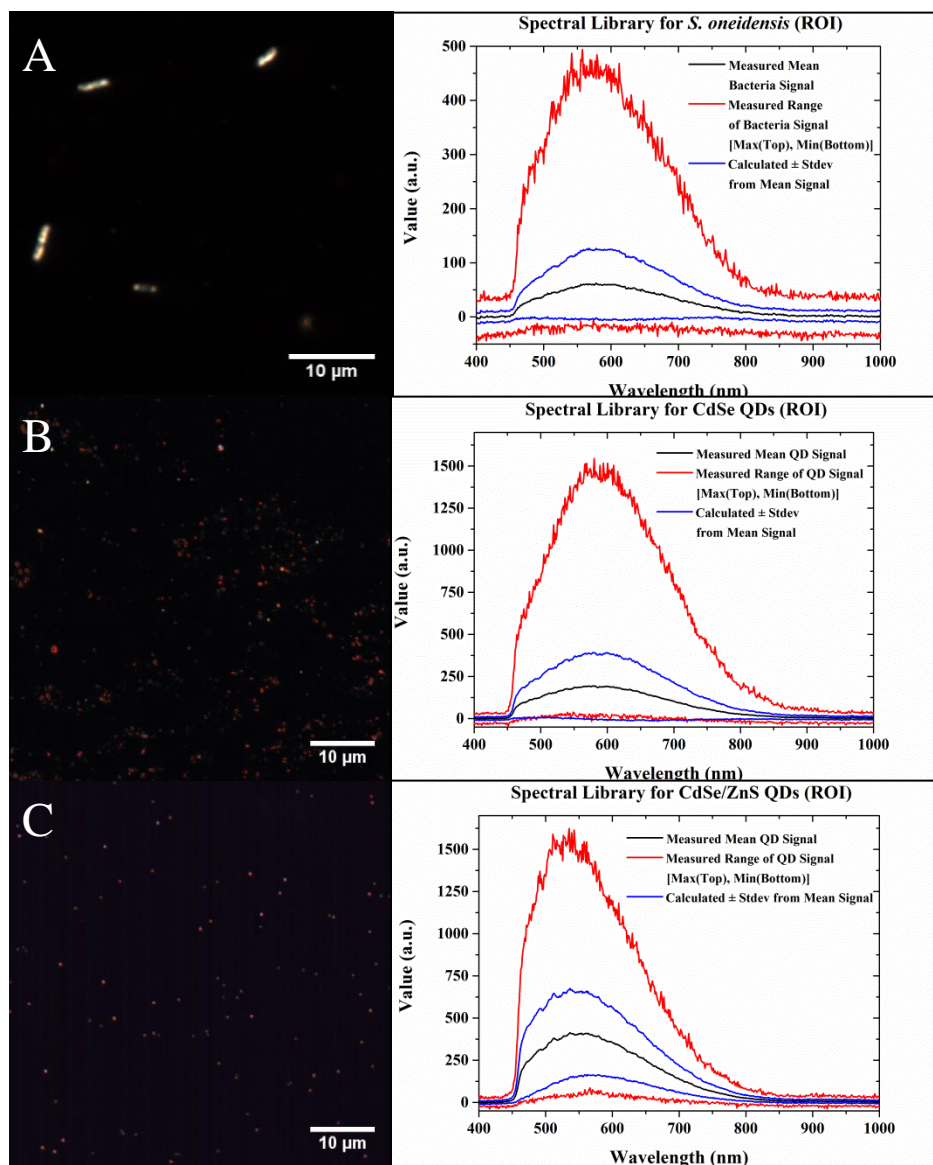 A
10 µm
Spectral Library for S. oneidensis (ROI)
Value (a.u.)
500
400
300
200
100
0
Measured Mean
Bacteria Signal
Measured Range
of Bacteria Signal
[Max(Top), Min(Bottom)]
Calculated ± Stdev
from Mean Signal
400 500 600 700 800 900 1000
Wavelength (nm)
B
10 µm
Spectral Library for CdSe QDs (ROI)
Value (a.u.)
1500
1250
1000
750
500
250
0
Measured Mean QD Signal
Measured Range of QD Signal
[Max(Top), Min(Bottom)]
Calculated ± Stdev
from Mean Signal
400 500 600 700 800 900 1000
Wavelength (nm)
C
10 µm
Spectral Library for CdSe/ZnS QDs (ROI)
Value (a.u.)
1500
1250
1000
750
500
250
0
Measured Mean QD Signal
Measured Range of QD Signal
[Max(Top), Min(Bottom)]
Calculated ± Stdev from Mean Signal
400 500 600 700 800 900 1000
Wavelength (nm)